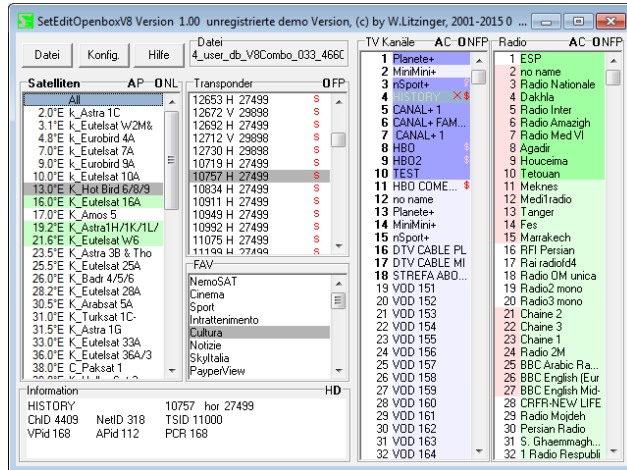 SetEditOpenboxV8 Version 1.00 unregistrierte demo Version, (c) by W.Litzinger, 2001-2015 0 ...
Datei Konfig. Hilfe
Datei
4_user_db_V8Combo_033_466D
Satelliten A P O N L
All
2.0°E k_Astra 1C
3.1°E k_Eutelsat W2M&
4.8°E k_Eurobird 4A
7.0°E k_Eutelsat 7A
9.0°E k_Eurobird 9A
10.0°E k_Eutelsat 10A
13.0°E K_Hot Bird 6/8/9
16.0°E K_Eutelsat 16A
17.0°E K_Amos 5
19.2°E K_Astra1H/1K/1L/
21.6°E K_Eutelsat W6
23.5°E K_Astra 3B & Tho
25.5°E K_Eutelsat 25A
26.0°E K_Badr 4/5/6
28.2°E K_Eutelsat 28A
30.5°E K_Arabsat 5A
31.0°E K_Turksat 1C-
31.5°E K_Astra 1G
33.0°E K_Eutelsat 33A
36.0°E K_Eutelsat 36A/3
38.0°E C_Paksat 1
Transponder O F P
12653 H 27499 S
12672 V 29898 S
12692 H 27499 S
12712 V 29898 S
12730 H 29898 S
10719 H 27499 S
10757 H 27499 S
10834 H 27499 S
10911 H 27499 S
10949 H 27499 S
10992 H 27499 S
11075 H 27499 S
11199 H 27499 S
FAV
NemoSAT
Cinema
Sport
Intrattenimento
Cultura
Notizie
SkyItalia
PayperView
TV Kanäle A C O N F P
1 Planete+
2 MiniMini+
3 nSport+ ?
4 HISTORY X $
5 CANAL+ 1
6 CANAL+ FAM...
7 CANAL+ 1
8 HBO $
9 HBO2 $
10 TEST
11 HBO COME... $
12 no name
13 Planete+
14 MiniMini+
15 nSport+
16 DTV CABLE PL
17 DTV CABLE MI
18 STREFA ABO...
19 VOD 151
20 VOD 152
21 VOD 153
22 VOD 154
23 VOD 155
24 VOD 156
25 VOD 157
26 VOD 158
27 VOD 159
28 VOD 160
29 VOD 161
30 VOD 162
31 VOD 163
32 VOD 164
Radio A C O N F P
1 ESP
2 no name
3 Radio Nationale
4 Dakhla
5 Radio Inter
6 Radio Amazigh
7 Radio Med VI
8 Agadir
9 Houceima
10 Tetouan
11 Meknes
12 Medi1radio
13 Tanger
14 Fes
15 Marrakech
16 RFI Persian
17 Rai radiofd4
18 Radio OM unica
19 Radio2 mono
20 Radio3 mono
21 Chaine 2
22 Chaine 3
23 Chaine 1
24 Radio 2M
25 BBC Arabic Ra...
26 BBC English (Eur
27 BBC English Mid-
28 CRFR-NEW LIFE
29 Radio Mojdeh
30 Persian Radio
31 S. Ghaemmagh...
32 1 Radio Respubli
Information HD
HISTORY 10757 hor 27499
ChID 4409 NetID 318 TSID 11000
VPid 168 APid 112 PCR 168